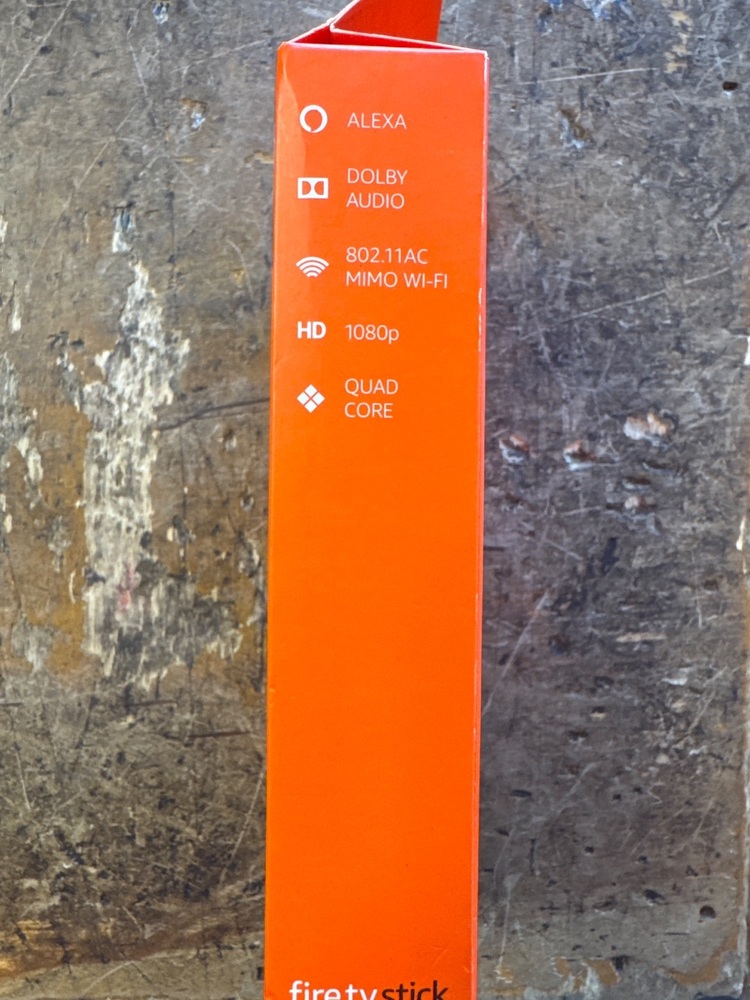 ALEXA
DOLBY
AUDIO
802.11AC
MIMO WI-FI
HD 1080p
QUAD
CORE
fire tv stick